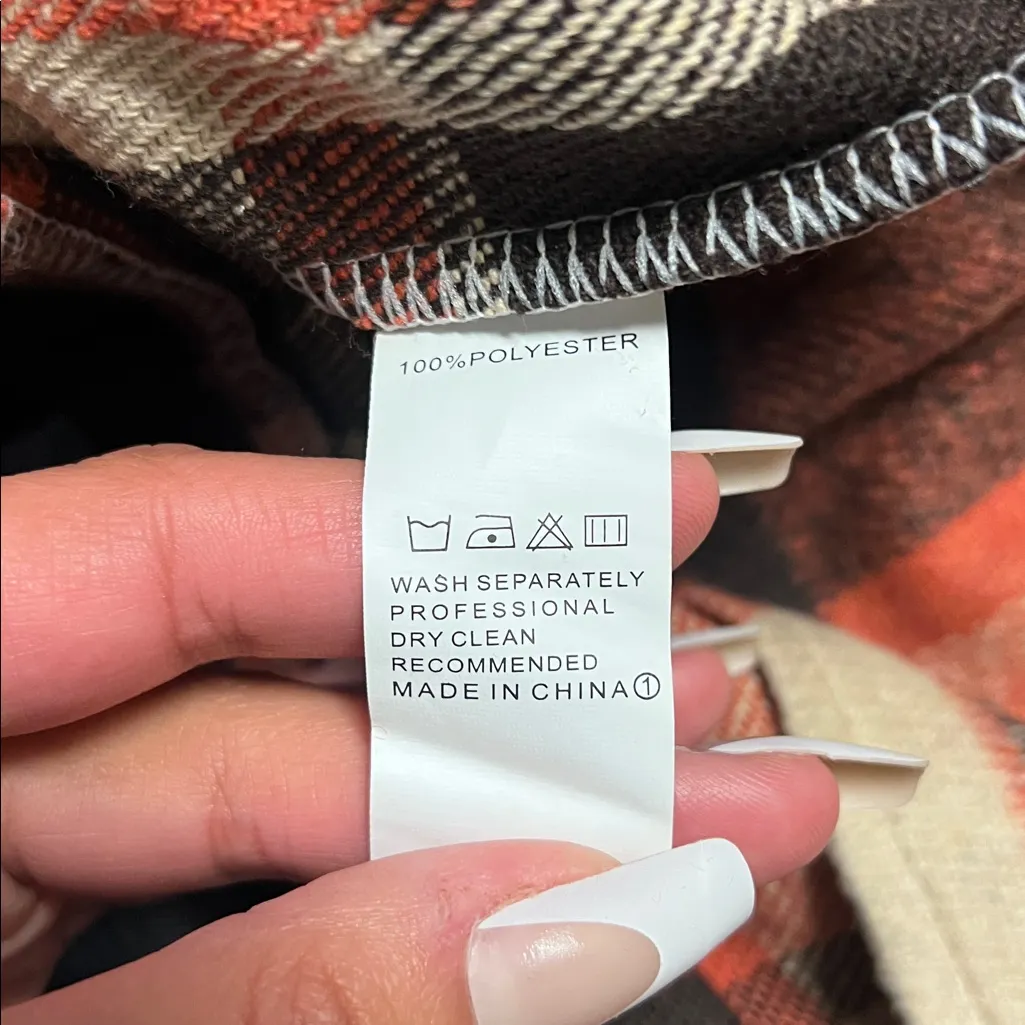 100%POLYESTER
WASH SEPARATELY
PROFESSIONAL
DRY CLEAN
RECOMMENDED
MADE IN CHINA①